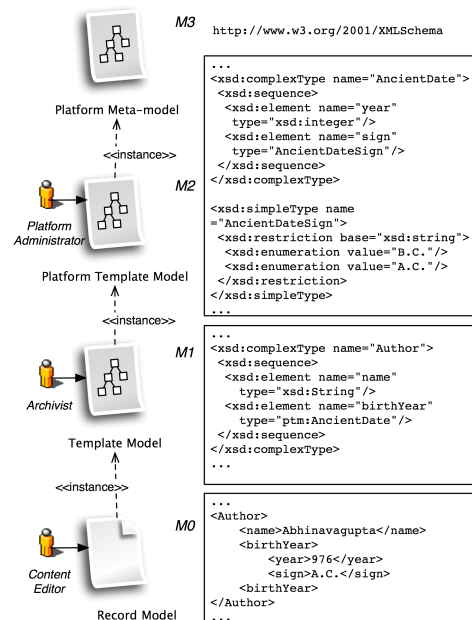 M3
http://www.w3.org/2001/XMLSchema
Platform Meta-model
<<instance>>
M2
Platform
Administrator
...
<xsd:complexType name="AncientDate">
<xsd:sequence>
<xsd:element name="year"
type="xsd:integer"/>
<xsd:element name="sign"
type="AncientDateSign"/>
</xsd:sequence>
</xsd:complexType>
<xsd:simpleType name
="AncientDateSign">
<xsd:restriction base="xsd:string">
<xsd:enumeration value="B.C."/>
<xsd:enumeration value="A.C."/>
</xsd:restriction>
</xsd:simpleType>
...
Platform Template Model
<<instance>>
M1
Archivist
...
<xsd:complexType name="Author">
<xsd:sequence>
<xsd:element name="name"
type="xsd:String"/>
<xsd:element name="birthYear"
type="ptm:AncientDate"/>
</xsd:sequence>
</xsd:complexType>
...
Template Model
<<instance>>
M0
Content
Editor
...
<Author>
<name>Abhinavagupta</name>
<birthYear>
<year>976</year>
<sign>A.C.</sign>
<birthYear>
</Author>
...
Record Model